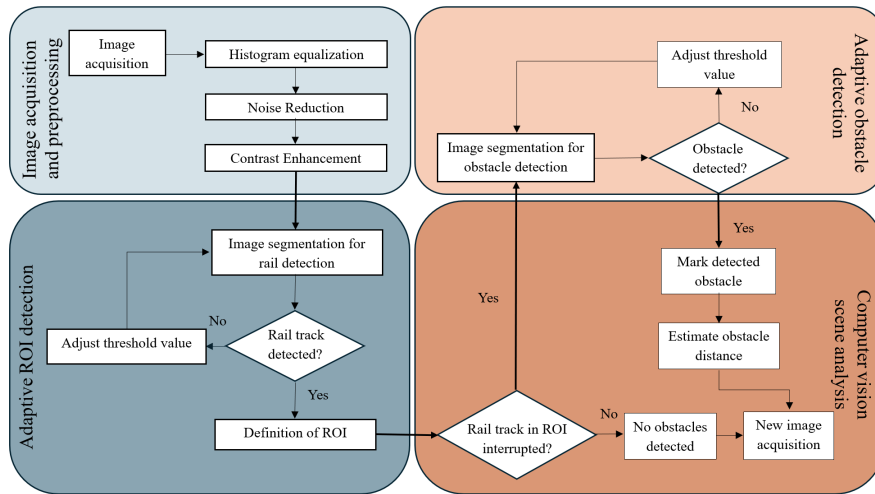 Image acquisition
and preprocessing
Image
acquisition
Histogram equalization
Noise Reduction
Contrast Enhancement
Adaptive ROI detection
Image segmentation for
rail detection
Rail track
detected?
No
Adjust threshold value
Yes
Definition of ROI
Adaptive obstacle
detection
Adjust threshold
value
No
Image segmentation for
obstacle detection
Obstacle
detected?
Computer vision
scene analysis
Yes
Mark detected
obstacle
Estimate obstacle
distance
Yes
Rail track in ROI
interrupted?
No
No obstacles
detected
New image
acquisition